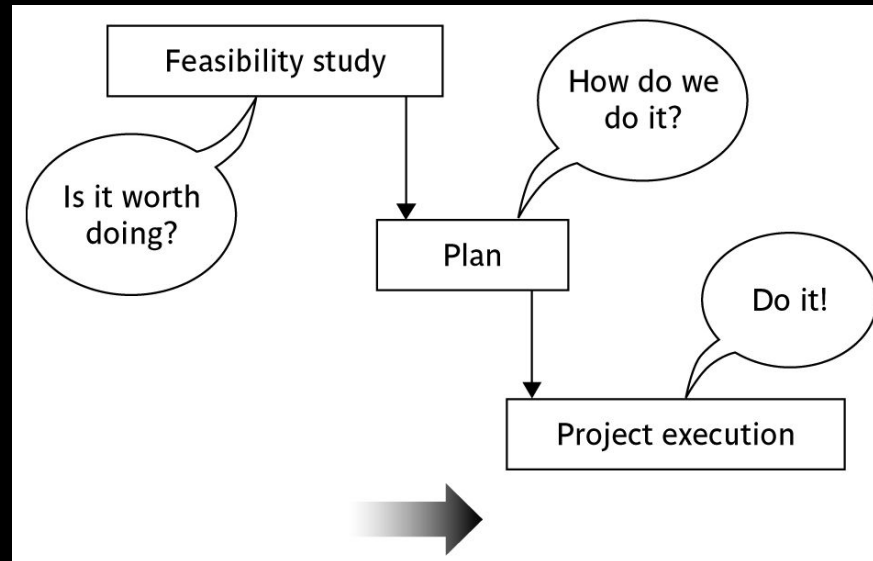 Feasibility study
Is it worth
doing?
How do we
do it?
Plan
Do it!
Project execution